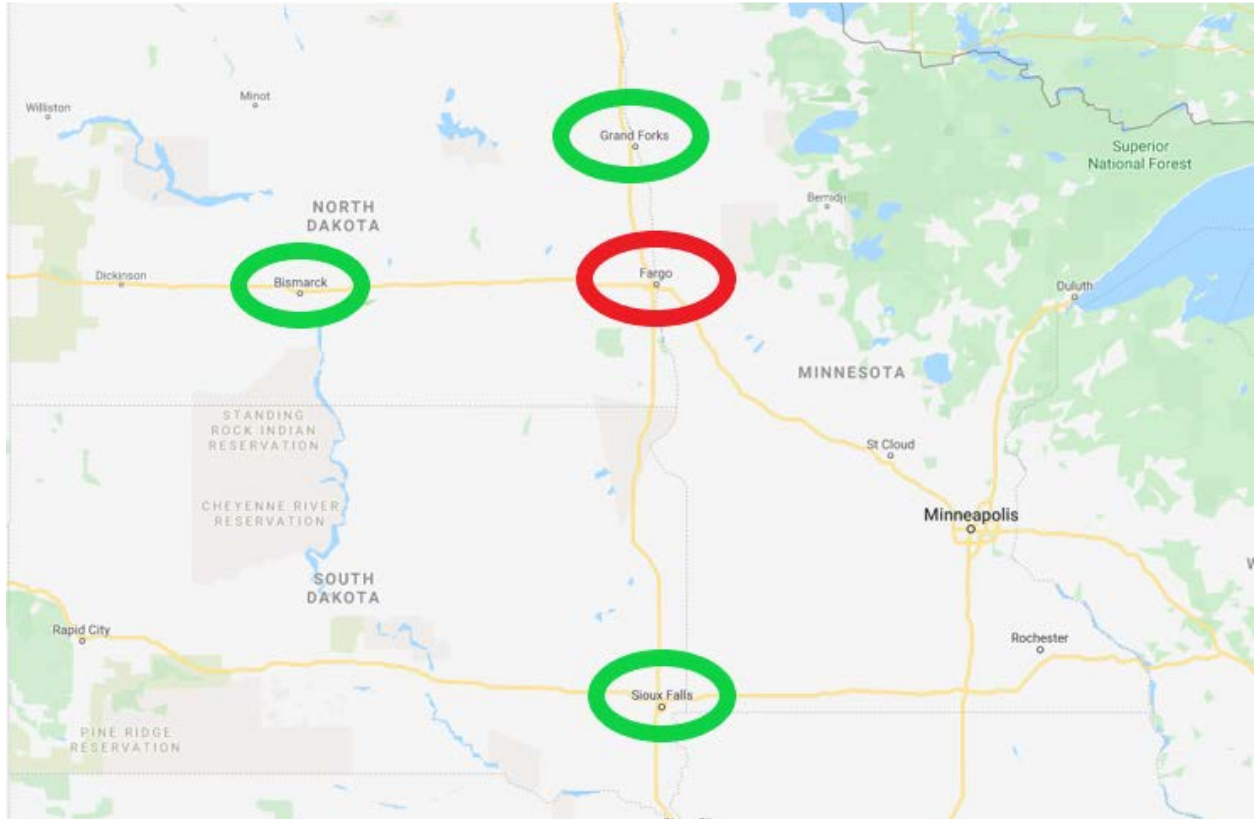 Minot
Williston
Grand Forks
Superior
National Forest
Bemidji
NORTH
DAKOTA
Dickinson
Bismarck
Fargo
Duluth
MINNESOTA
STANDING
ROCK INDIAN
RESERVATION
St Cloud
CHEYENNE RIVER
RESERVATION
Minneapolis
W
SOUTH
DAKOTA
Rapid City
Rochester
Sioux Falls
PINE RIDGE
RESERVATION